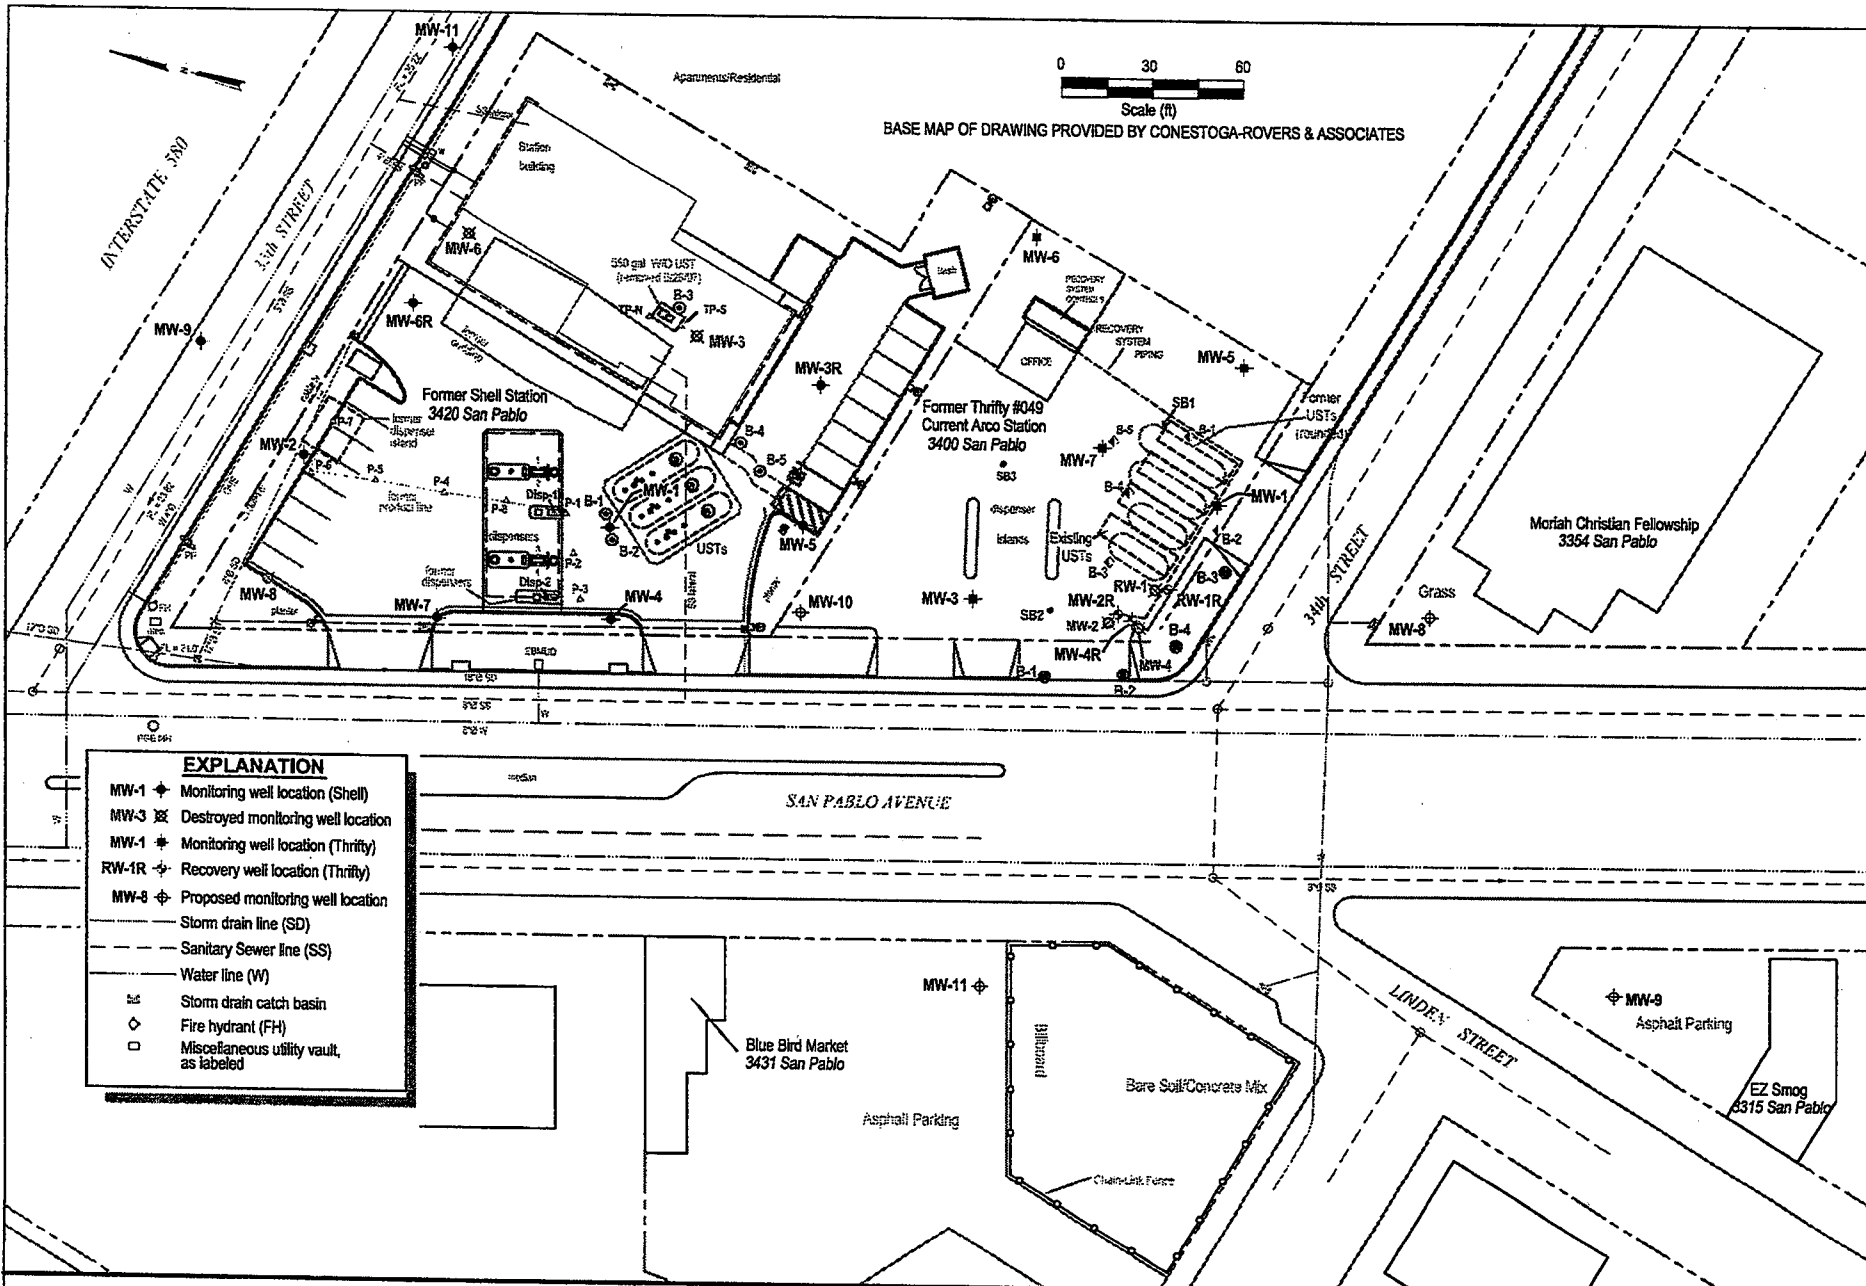 MW-11
Apartments/Residential
0 30 60
Scale (ft)
BASE MAP OF DRAWING PROVIDED BY CONESTOGA-ROVERS & ASSOCIATES
INTERSTATE 580
35th STREET
Station
building
MW-6
MW-6R
MW-9
550 gal W/O UST
B-3
TP-N
TP-S
MW-3
MW-3R
MW-6
RECOVERY
SYSTEM
CONTROLS
RECOVERY
SYSTEM
PIPING
OFFICE
MW-5
Former Shell Station
3420 San Pablo
former
dispenser
island
Former Thrifty #049
Current Arco Station
3400 San Pablo
SB1
Former
USTs
MW-2
P-7
P-6
P-5
P-4
former
product line
Disp-1
P-1
B-1
MW-1
B-2
USTs
B-4
B-5
MW-5
SB3
MW-7
B-5
B-1
B-4
MW-1
B-2
dispenser
islands
Existing
USTs
B-3
RW-1
RW-1R
B-3
dispensers
P-2
Disp-2
P-3
former
dispensers
MW-8
planter
MW-7
MW-4
planter
MW-10
MW-3
SB2
MW-2R
MW-2
MW-4R
MW-4
B-4
B-1
B-2
34th STREET
Moriah Christian Fellowship
3354 San Pablo
Grass
MW-8
FH
EBMUD
median
SAN PABLO AVENUE
EXPLANATION
MW-1 Monitoring well location (Shell)
MW-3 Destroyed monitoring well location
MW-1 Monitoring well location (Thrifty)
RW-1R Recovery well location (Thrifty)
MW-8 Proposed monitoring well location
Storm drain line (SD)
Sanitary Sewer line (SS)
Water line (W)
Storm drain catch basin
Fire hydrant (FH)
Miscellaneous utility vault,
as labeled
Blue Bird Market
3431 San Pablo
MW-11
Asphalt Parking
Billboard
Bare Soil/Concrete Mix
Chain-Link Fence
LINDEN STREET
MW-9
Asphalt Parking
EZ Smog
3315 San Pablo